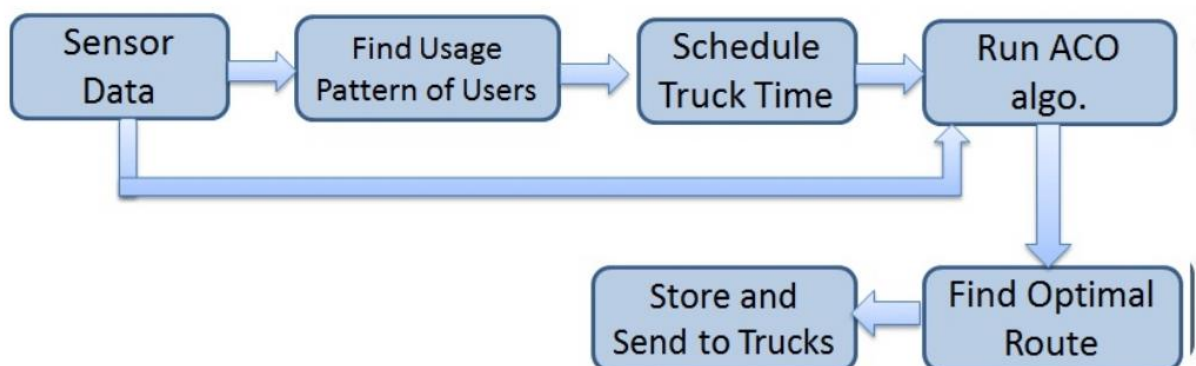 Sensor
Data
Find Usage
Pattern of Users
Schedule
Truck Time
Run ACO
algo.
Find Optimal
Route
Store and
Send to Trucks